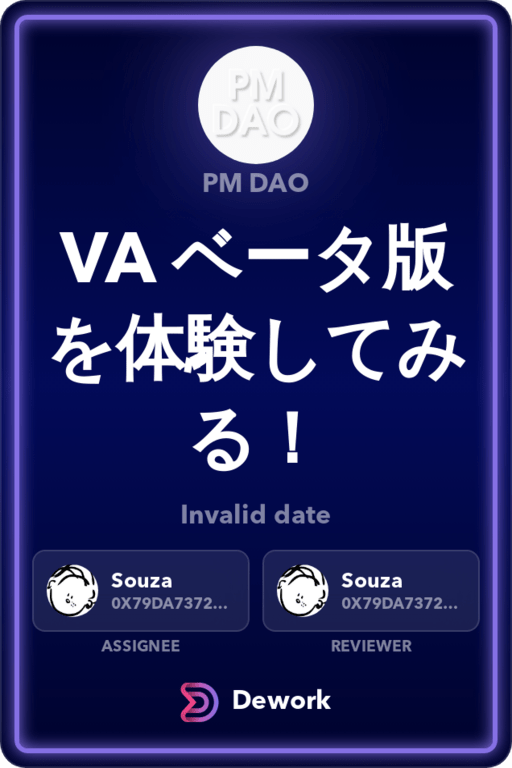 PM
DAO
PM DAO
VA ベータ版
を体験してみ
る！
Invalid date
Souza
0X79DA7372...
Souza
0X79DA7372...
ASSIGNEE
REVIEWER
Dework